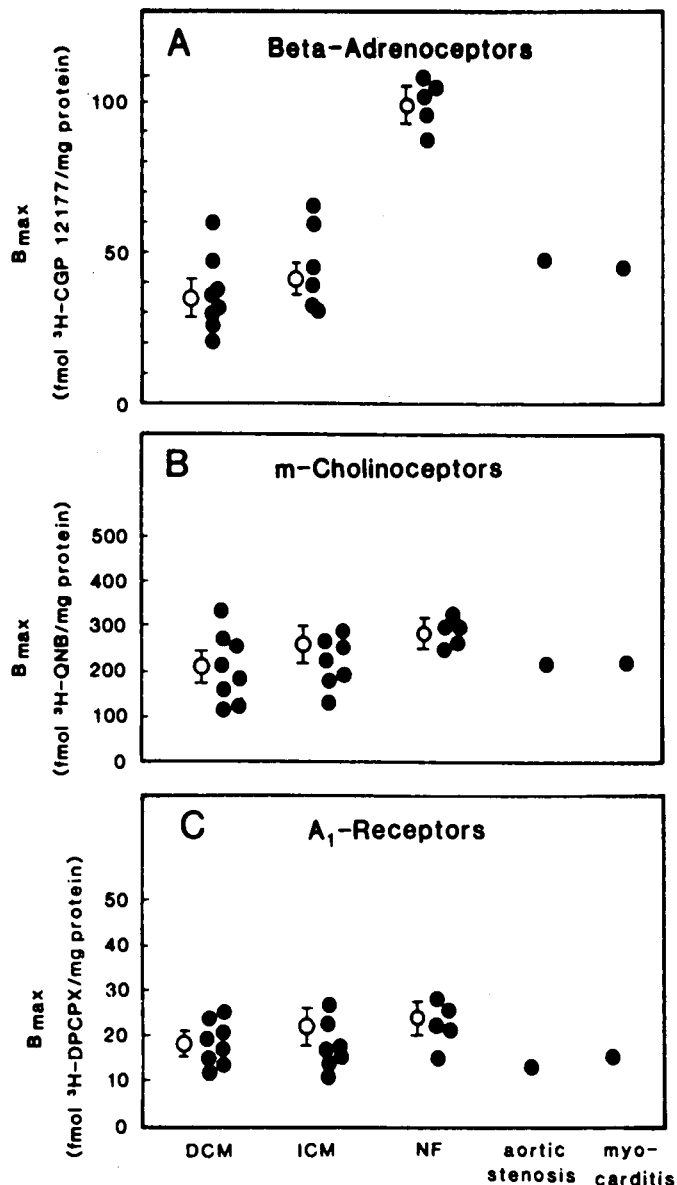 A
Beta-Adrenoceptors
Bmax
(fmol ³H-CGP 12177/mg protein)
100
50
0
B
m-Cholinoceptors
Bmax
(fmol ³H-QNB/mg protein)
500
400
300
200
100
0
C
A₁-Receptors
Bmax
(fmol ³H-DPCPX/mg protein)
50
40
30
20
10
0
DCM
ICM
NF
aortic
stenosis
myo-
carditis